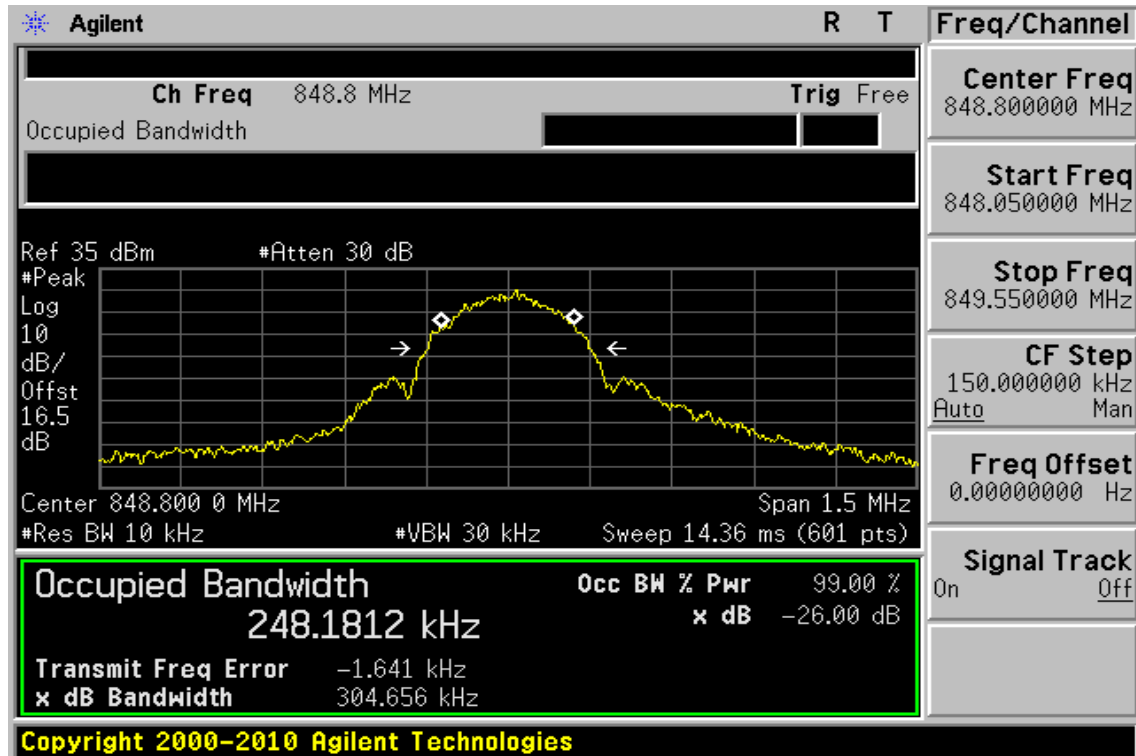 Agilent R T
Freq/Channel
Ch Freq 848.8 MHz Trig Free
Occupied Bandwidth
Center Freq
848.800000 MHz
Start Freq
848.050000 MHz
Stop Freq
849.550000 MHz
CF Step
150.000000 kHz
Auto Man
Freq Offset
0.00000000 Hz
Signal Track
On Off
Ref 35 dBm #Atten 30 dB
#Peak
Log
10
dB/
Offst
16.5
dB
Center 848.800 0 MHz Span 1.5 MHz
#Res BW 10 kHz #VBW 30 kHz Sweep 14.36 ms (601 pts)
Occupied Bandwidth Occ BW % Pwr 99.00 %
248.1812 kHz x dB -26.00 dB
Transmit Freq Error -1.641 kHz
x dB Bandwidth 304.656 kHz
Copyright 2000-2010 Agilent Technologies